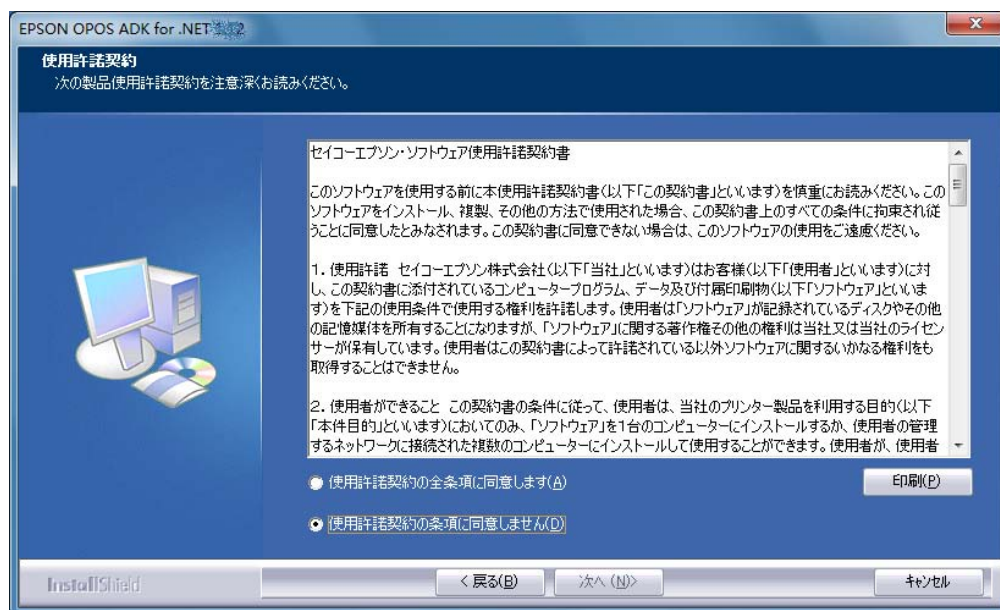 EPSON OPOS ADK for .NET
使用許諾契約
次の製品使用許諾契約を注意深くお読みください。
セイコーエプソン・ソフトウェア使用許諾契約書
このソフトウェアを使用する前に本使用許諾契約書(以下「この契約書」といいます)を慎重にお読みください。この
ソフトウェアをインストール、複製、その他の方法で使用された場合、この契約書上のすべての条件に拘束され従
うことに同意したとみなされます。この契約書に同意できない場合は、このソフトウェアの使用をご遠慮ください。
1. 使用許諾 セイコーエプソン株式会社(以下「当社」といいます)はお客様(以下「使用者」といいます)に対
し、この契約書に添付されているコンピュータープログラム、データ及び付属印刷物(以下「ソフトウェア」といいま
す)を下記の使用条件で使用する権利を許諾します。使用者は「ソフトウェア」が記録されているディスクやその他
の記憶媒体を所有することになりますが、「ソフトウェア」に関する著作権その他の権利は当社又は当社のライセン
サーが保有しています。使用者はこの契約書によって許諾されている以外ソフトウェアに関するいかなる権利をも
取得することはできません。
2. 使用者ができること この契約書の条件に従って、使用者は、当社のプリンター製品を利用する目的(以下
「本件目的」といいます)においてのみ、「ソフトウェア」を1台のコンピューターにインストールするか、使用者の管理
するネットワークに接続された複数のコンピューターにインストールして使用することができます。使用者が、使用者
使用許諾契約の全条項に同意します(A)
印刷(P)
使用許諾契約の条項に同意しません(D)
InstallShield
< 戻る(B)
次へ (N)>
キャンセル